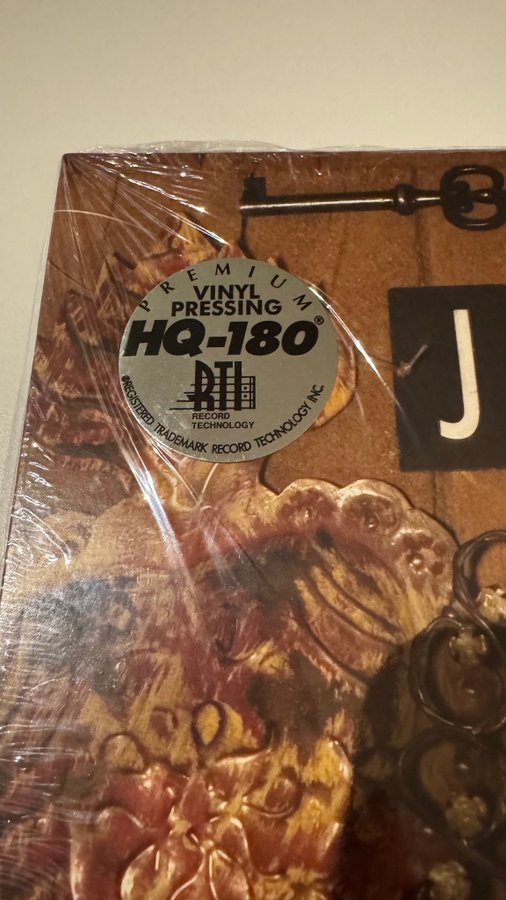 PREMIUM
VINYL
PRESSING
HQ-180®
RTI
RECORD
TECHNOLOGY
®REGISTERED TRADEMARK RECORD TECHNOLOGY INC.
J